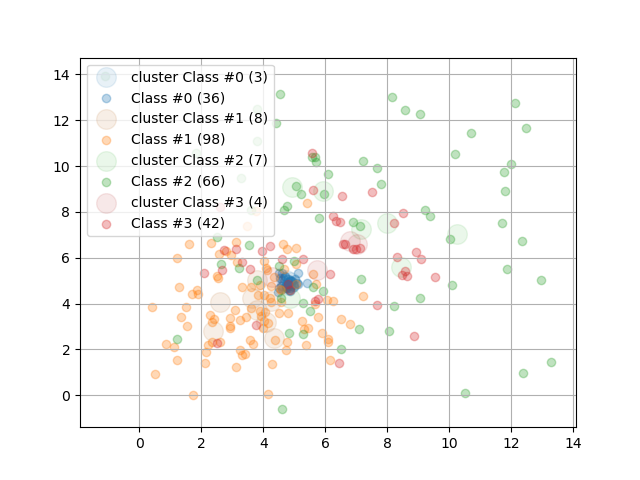 14
12
10
8
6
4
2
0
cluster Class #0 (3)
Class #0 (36)
cluster Class #1 (8)
Class #1 (98)
cluster Class #2 (7)
Class #2 (66)
cluster Class #3 (4)
Class #3 (42)
0 2 4 6 8 10 12 14